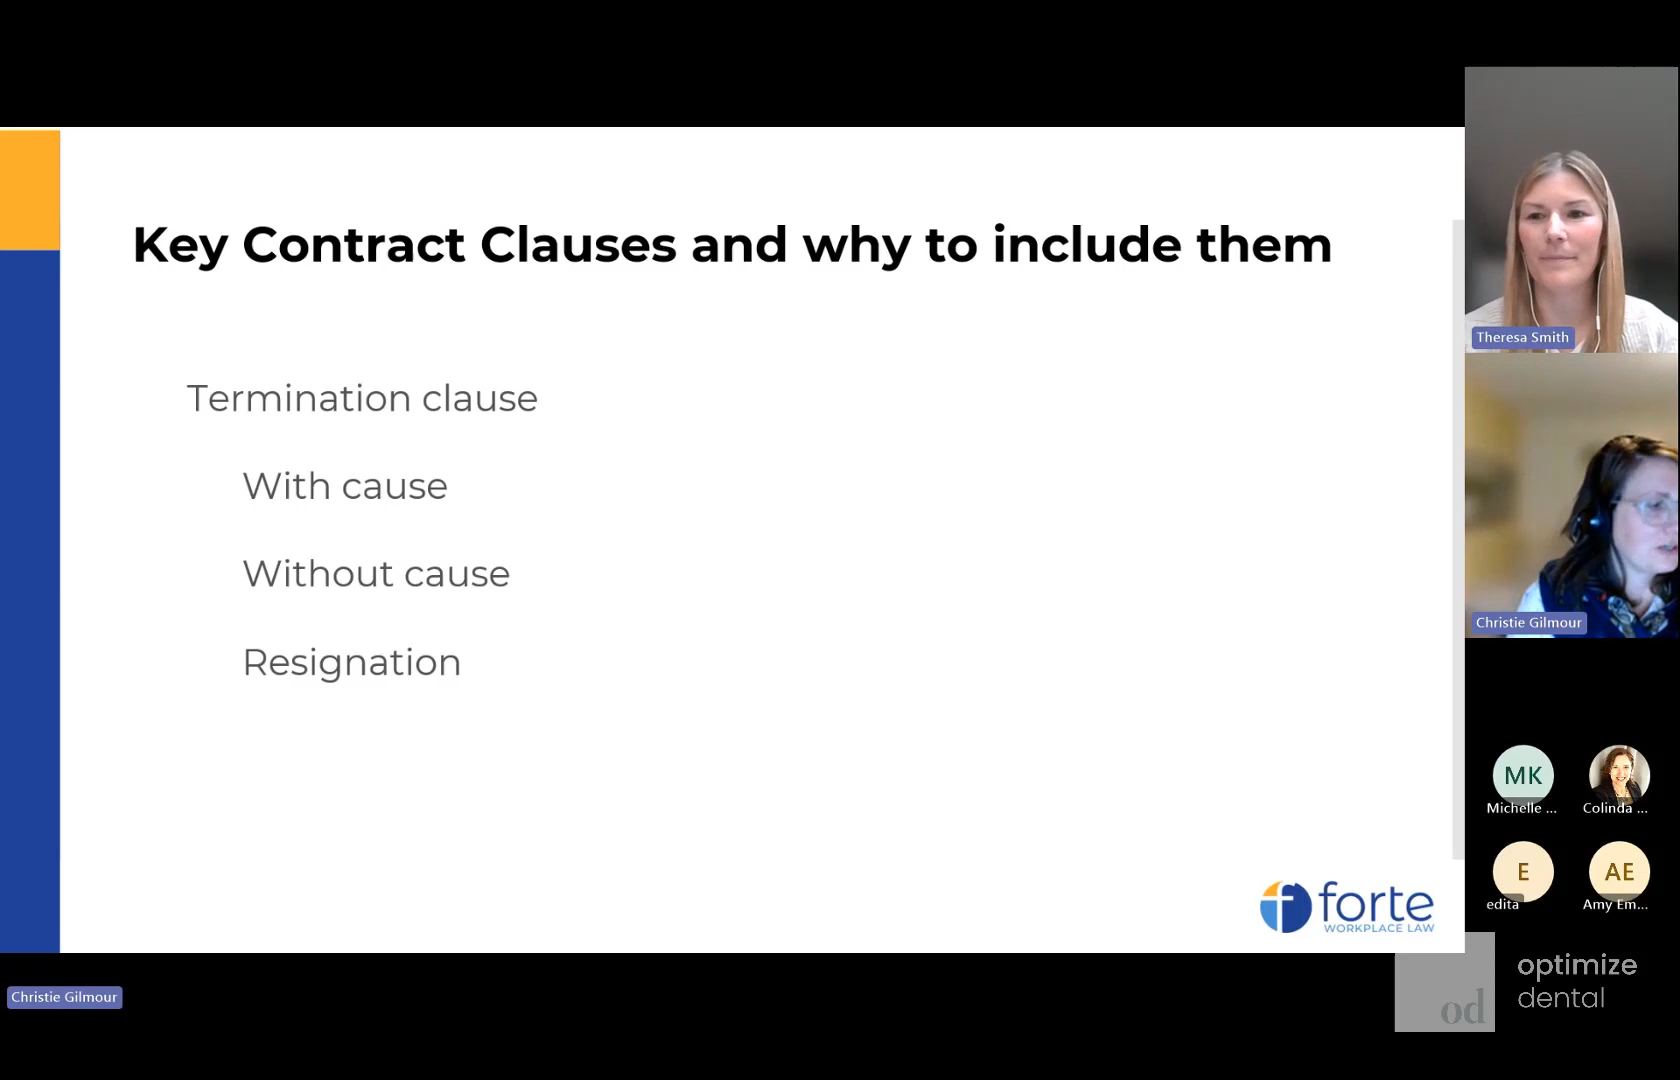 Key Contract Clauses and why to include them
Termination clause
With cause
Without cause
Resignation
forte
WORKPLACE LAW
Theresa Smith
Christie Gilmour
MK
Michelle ...
Colinda ...
E
edita
AE
Amy Em...
od
optimize
dental
Christie Gilmour